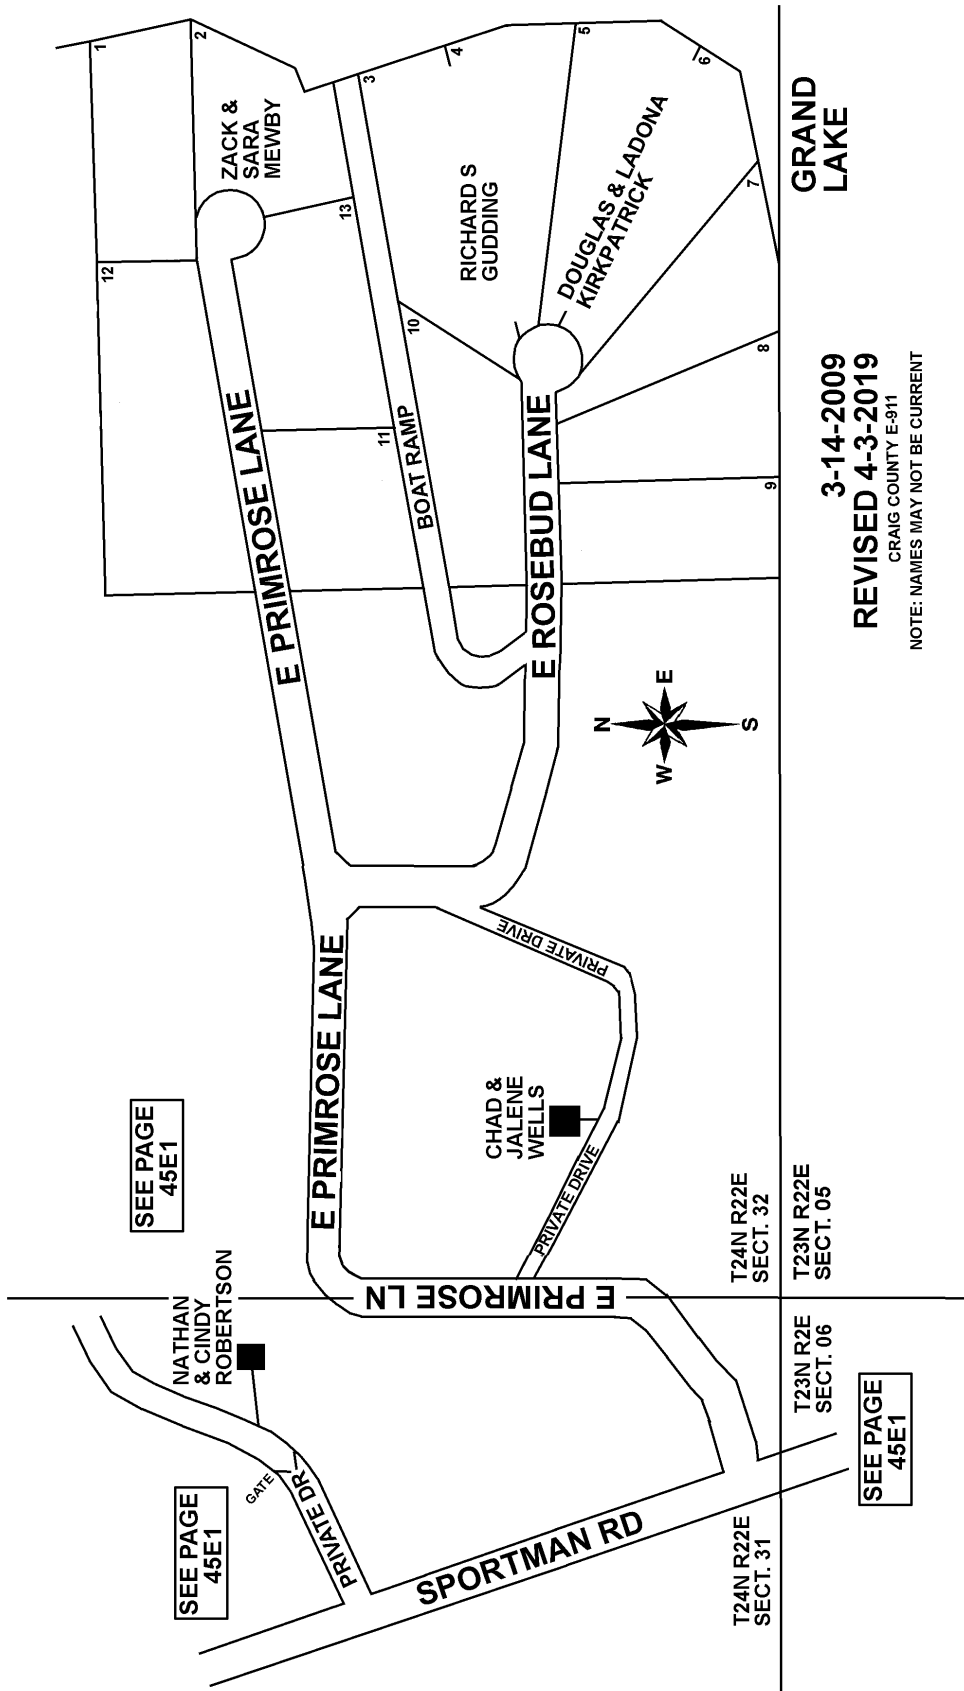 1
2
3
4
5
6
7
8
9
10
11
12
13
ZACK &
SARA
MEWBY
RICHARD S
GUDDING
DOUGLAS & LADONA
KIRKPATRICK
GRAND
LAKE
E PRIMROSE LANE
BOAT RAMP
E ROSEBUD LANE
3-14-2009
REVISED 4-3-2019
CRAIG COUNTY E-911
NOTE: NAMES MAY NOT BE CURRENT
N
E
S
W
E PRIMROSE LANE
PRIVATE DRIVE
CHAD &
JALENE
WELLS
PRIVATE DRIVE
SEE PAGE
45E1
E PRIMROSE LN
NATHAN
& CINDY
ROBERTSON
GATE
PRIVATE DR
SEE PAGE
45E1
SPORTMAN RD
T24N R22E
SECT. 32
T23N R22E
SECT. 05
T23N R2E
SECT. 06
T24N R22E
SECT. 31
SEE PAGE
45E1